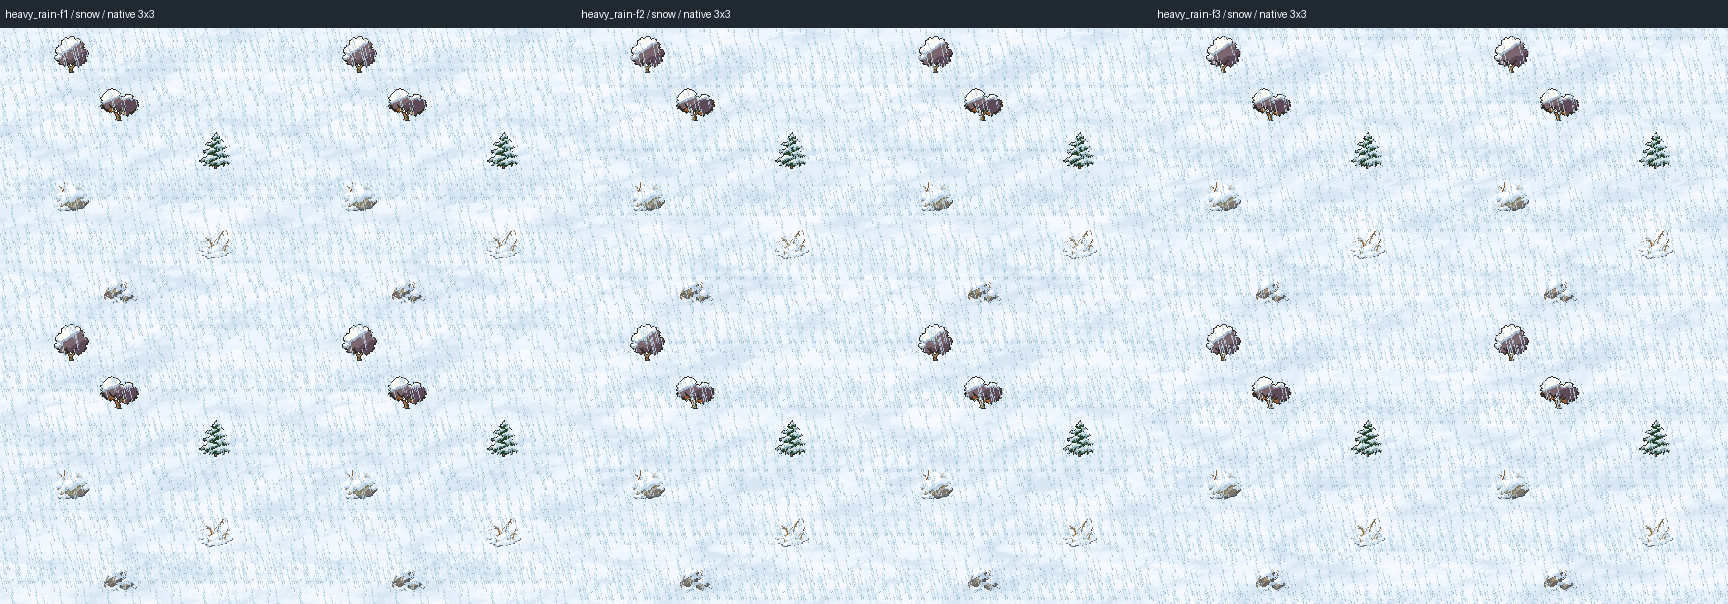 heavy_rain-f1 / snow / native 3x3
heavy_rain-f2 / snow / native 3x3
heavy_rain-f3 / snow / native 3x3